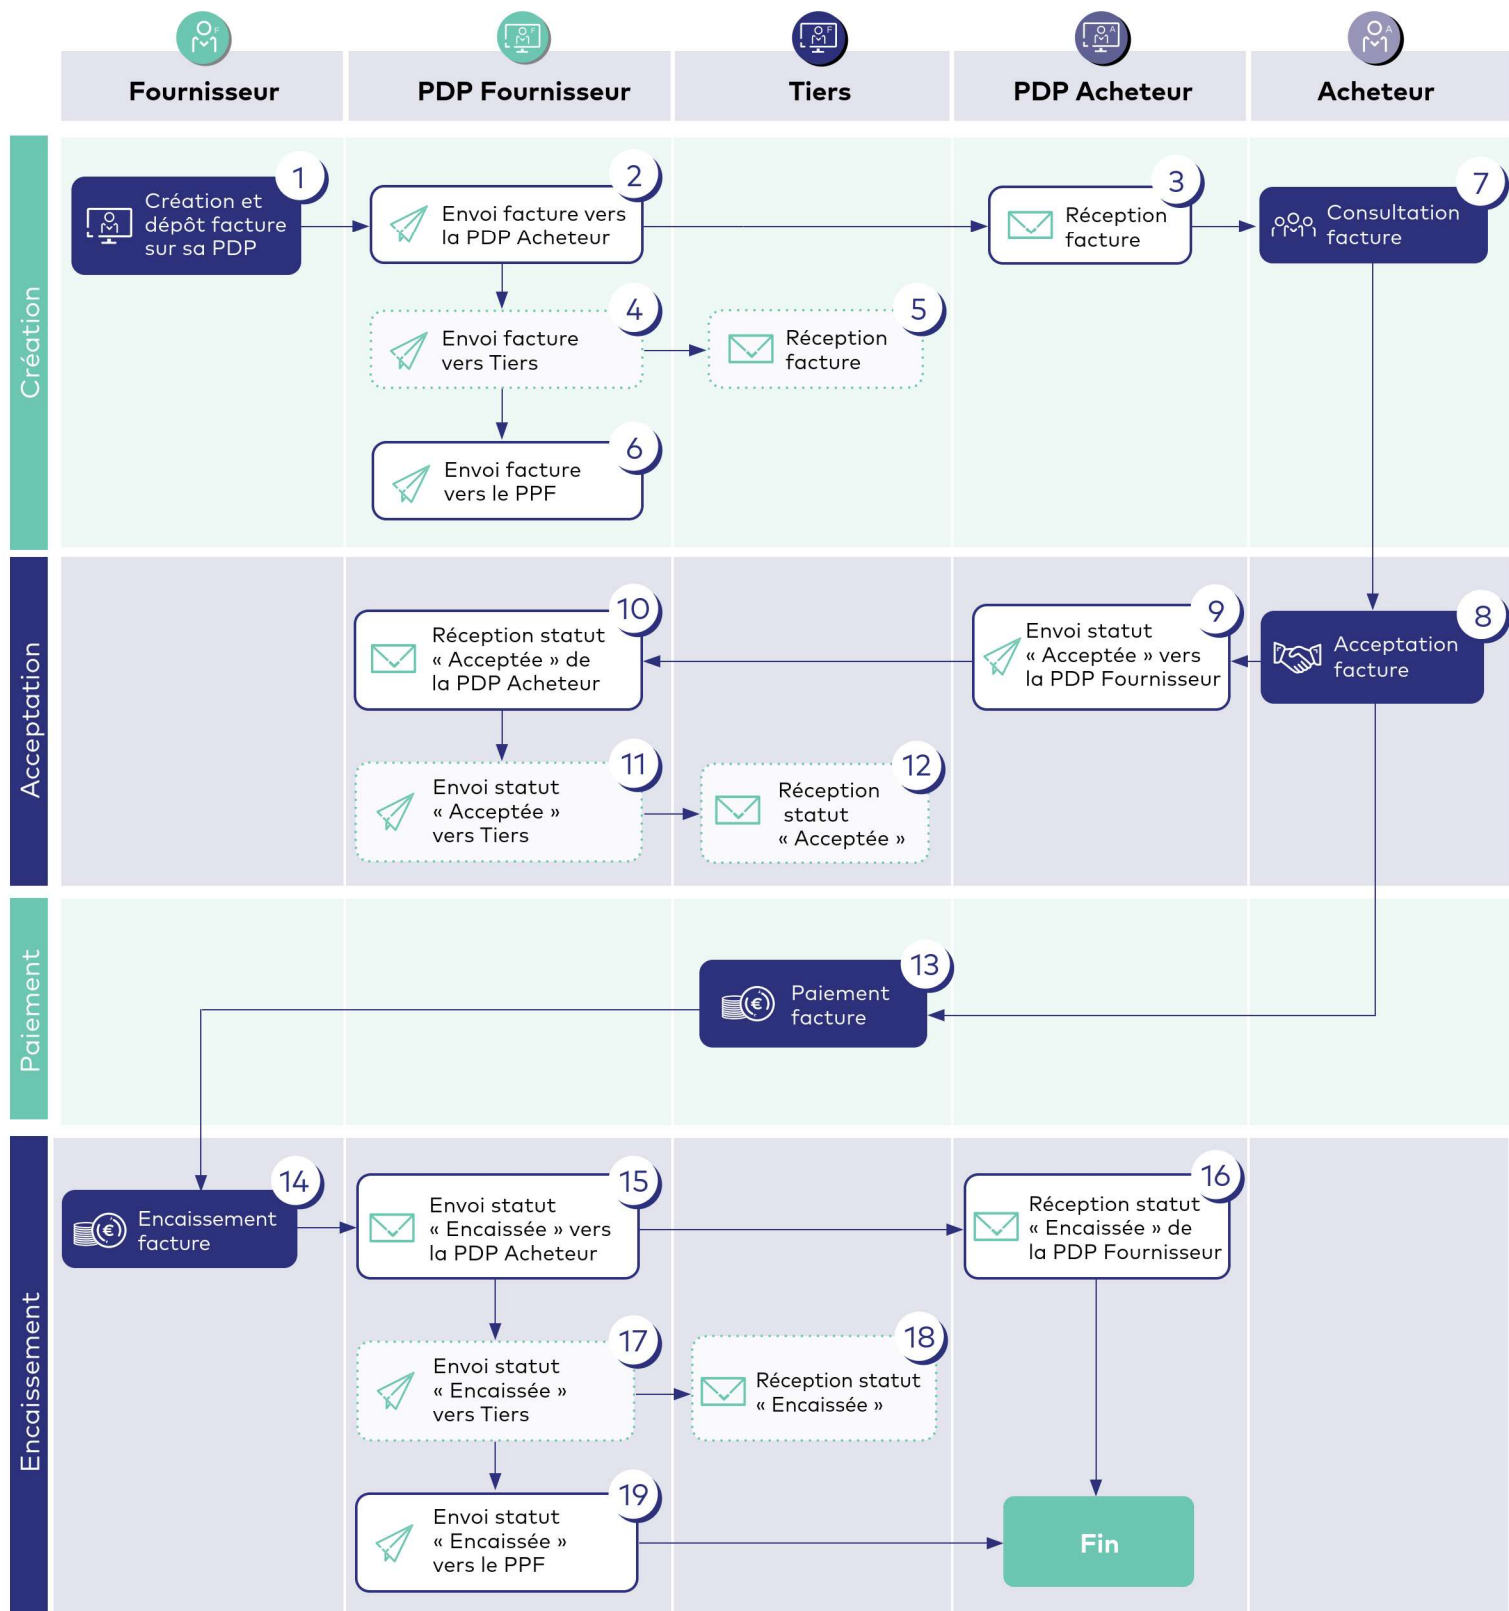 Fournisseur
PDP Fournisseur
Tiers
PDP Acheteur
Acheteur
Création
1
Création et
dépôt facture
sur sa PDP
2
Envoi facture vers
la PDP Acheteur
3
Réception
facture
7
Consultation
facture
4
Envoi facture
vers Tiers
5
Réception
facture
6
Envoi facture
vers le PPF
Acceptation
10
Réception statut
« Acceptée » de
la PDP Acheteur
9
Envoi statut
« Acceptée » vers
la PDP Fournisseur
8
Acceptation
facture
11
Envoi statut
« Acceptée »
vers Tiers
12
Réception
statut
« Acceptée »
Paiement
13
Paiement
facture
Encaissement
14
Encaissement
facture
15
Envoi statut
« Encaissée » vers
la PDP Acheteur
16
Réception statut
« Encaissée » de
la PDP Fournisseur
17
Envoi statut
« Encaissée »
vers Tiers
18
Réception statut
« Encaissée »
19
Envoi statut
« Encaissée »
vers le PPF
Fin